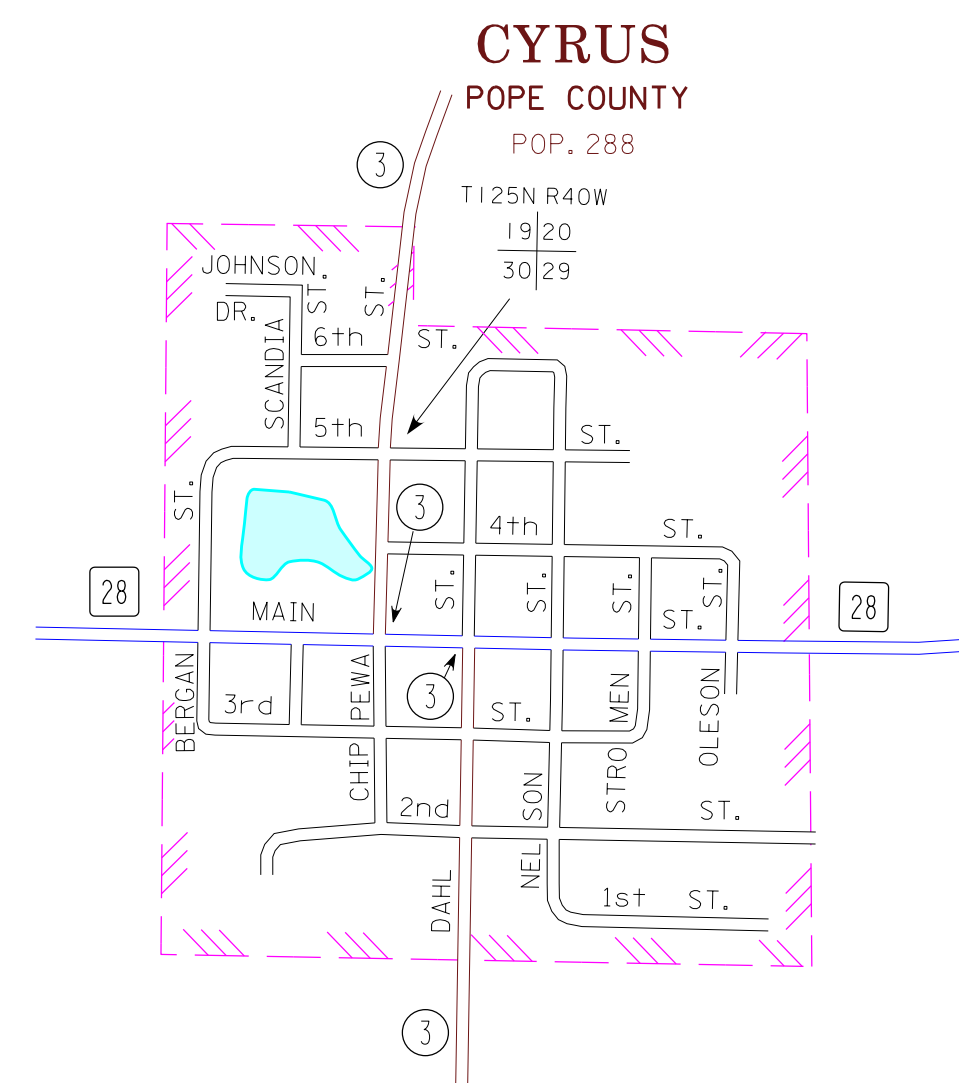 CYRUS
POPE COUNTY
POP. 288
3
T125N R40W
19 20
30 29
JOHNSON
DR.
ST.
ST.
6th
ST.
SCANDIA
5th
ST.
ST.
3
4th
ST.
28
MAIN
ST.
ST.
ST.
ST.
ST.
28
BERGAN
3rd
CHIP PEWA
3
ST.
STRO MEN
OLESON
2nd
NEL SON
ST.
DAHL
1st ST.
3